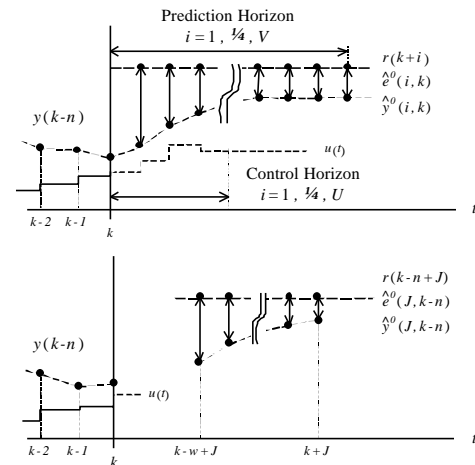 Prediction Horizon
i = 1 , ¼, V
r(k+i)
ê⁰(i,k)
ŷ⁰(i,k)
y(k-n)
u(t)
Control Horizon
i = 1 , ¼, U
k-2 k-1 k t
r(k-n+J)
ê⁰(J,k-n)
ŷ⁰(J,k-n)
y(k-n)
u(t)
k-2 k-1 k k-w+J k+J t